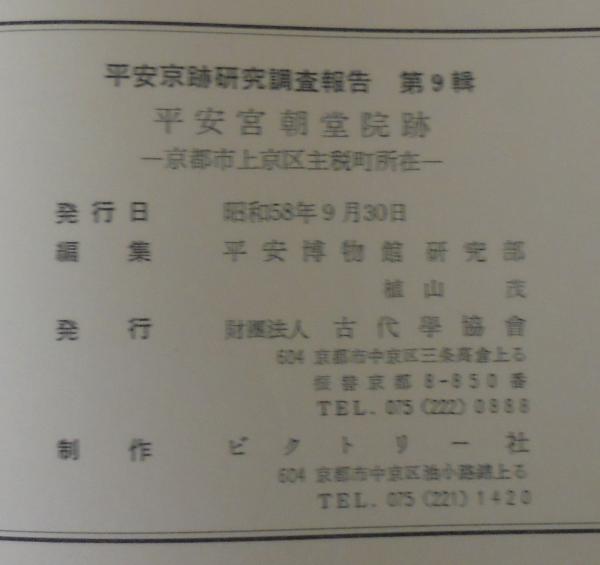 平安京跡研究調査報告 第9輯
平安宮朝堂院跡
―京都市上京区主税町所在―
発行日 昭和58年9月30日
編集 平安博物館研究部
植山 茂
発行 財團法人 古代學協會
604 京都市中京区三条高倉上る
振替京都8-850番
TEL. 075(222)0888
制作 ビクトリー社
604 京都市中京区油小路錦上る
TEL. 075(221)1420